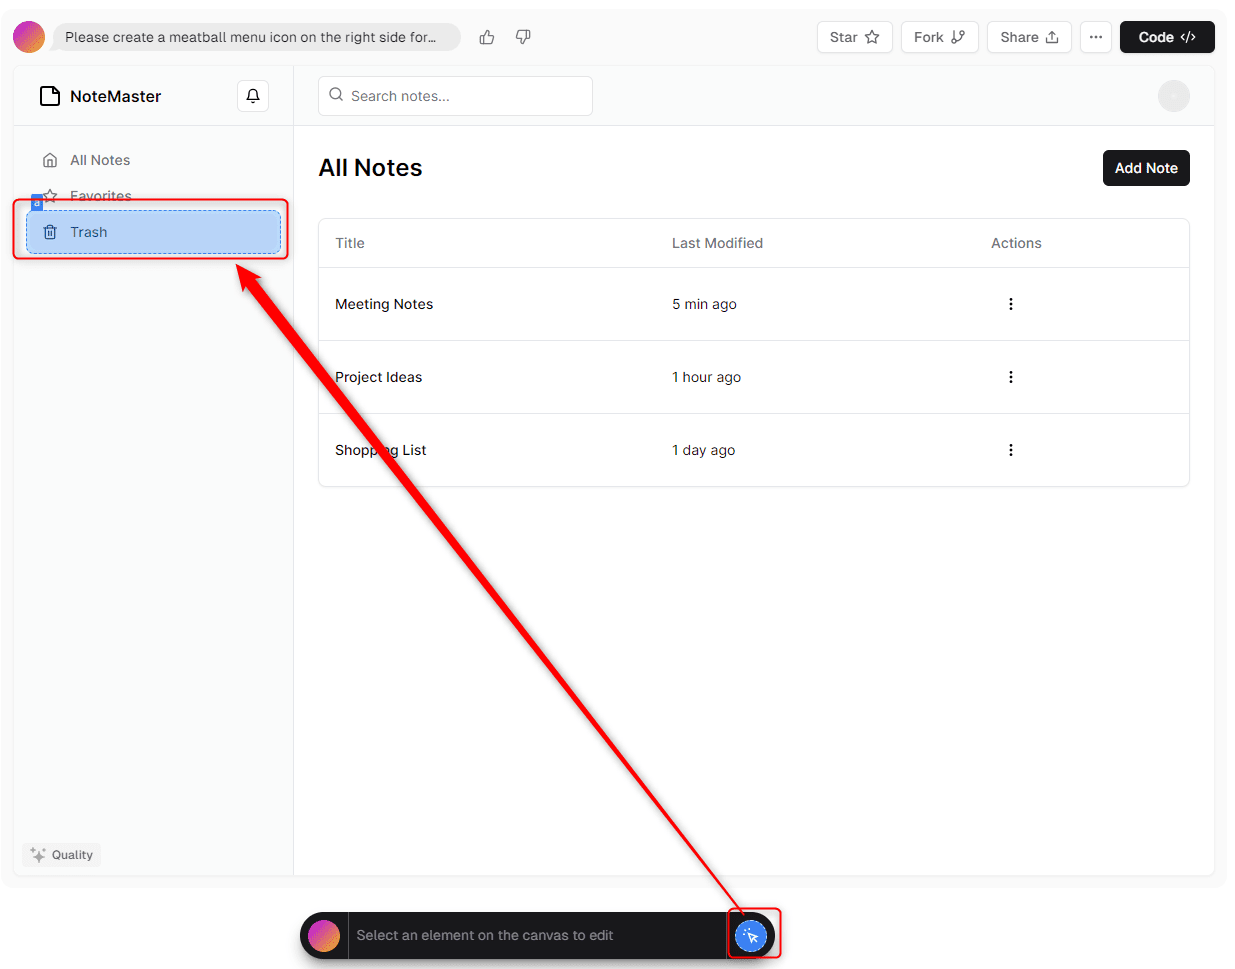 Please create a meatball menu icon on the right side for...
Star
Fork
Share
Code
NoteMaster
Search notes...
All Notes
Favorites
a
Trash
All Notes
Add Note
Title Last Modified Actions
Meeting Notes 5 min ago
Project Ideas 1 hour ago
Shopping List 1 day ago
Quality
Select an element on the canvas to edit